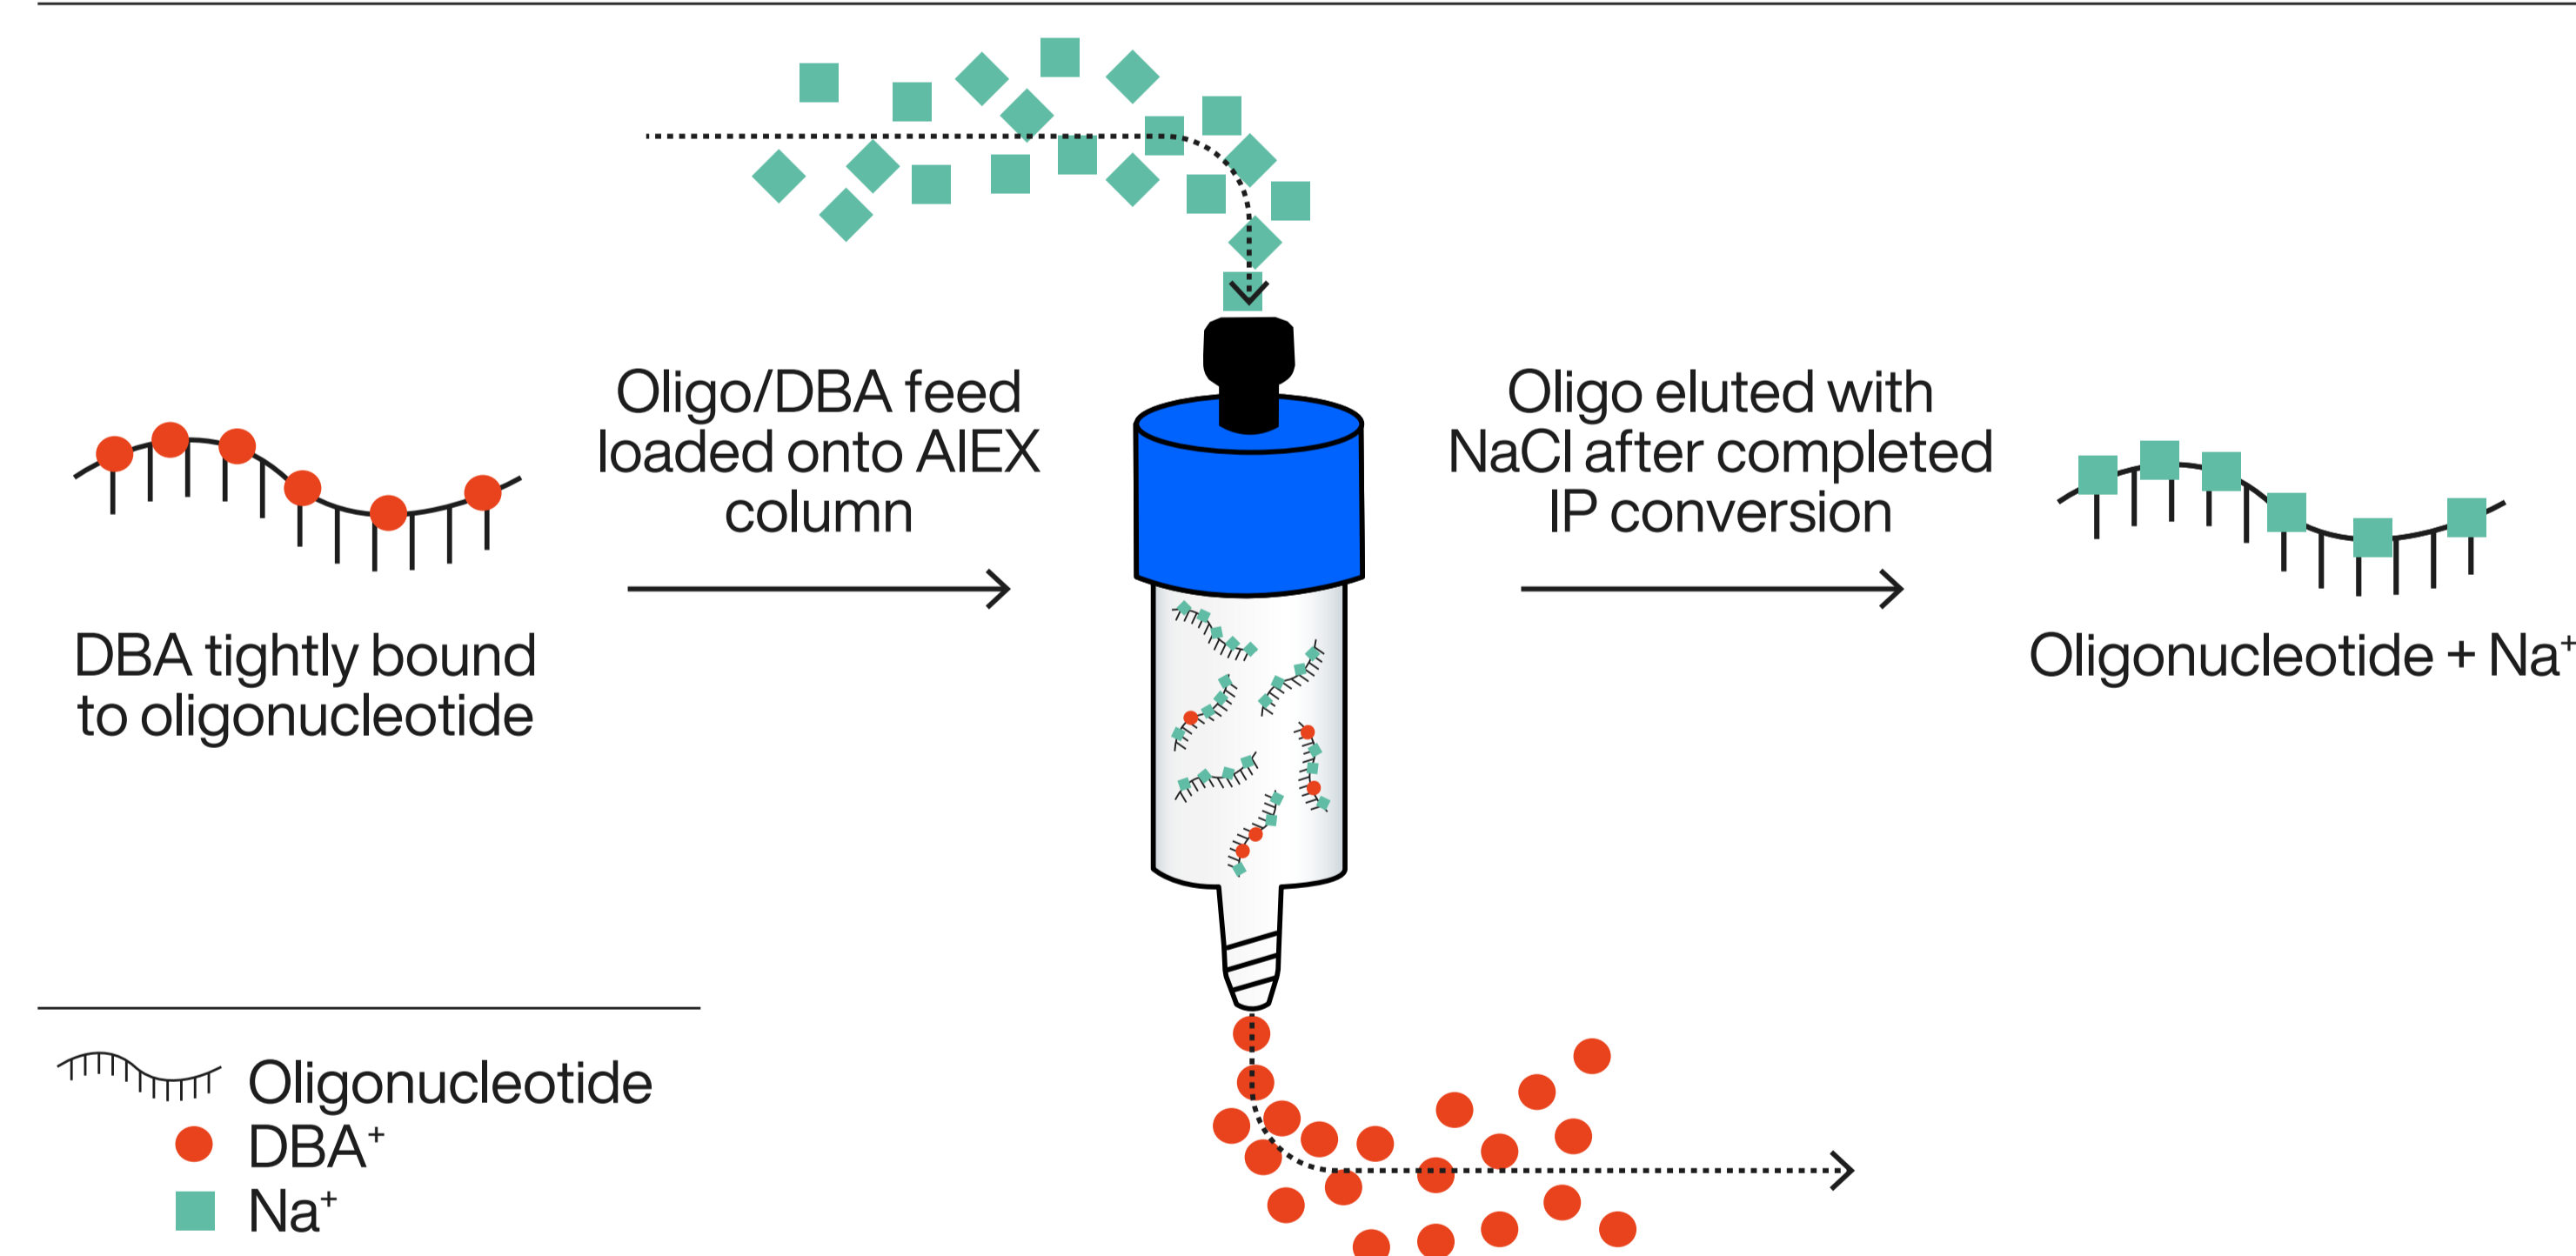 Oligo/DBA feed
loaded onto AIEX
column
Oligo eluted with
NaCl after completed
IP conversion
DBA tightly bound
to oligonucleotide
Oligonucleotide + Na⁺
Oligonucleotide
DBA⁺
Na⁺